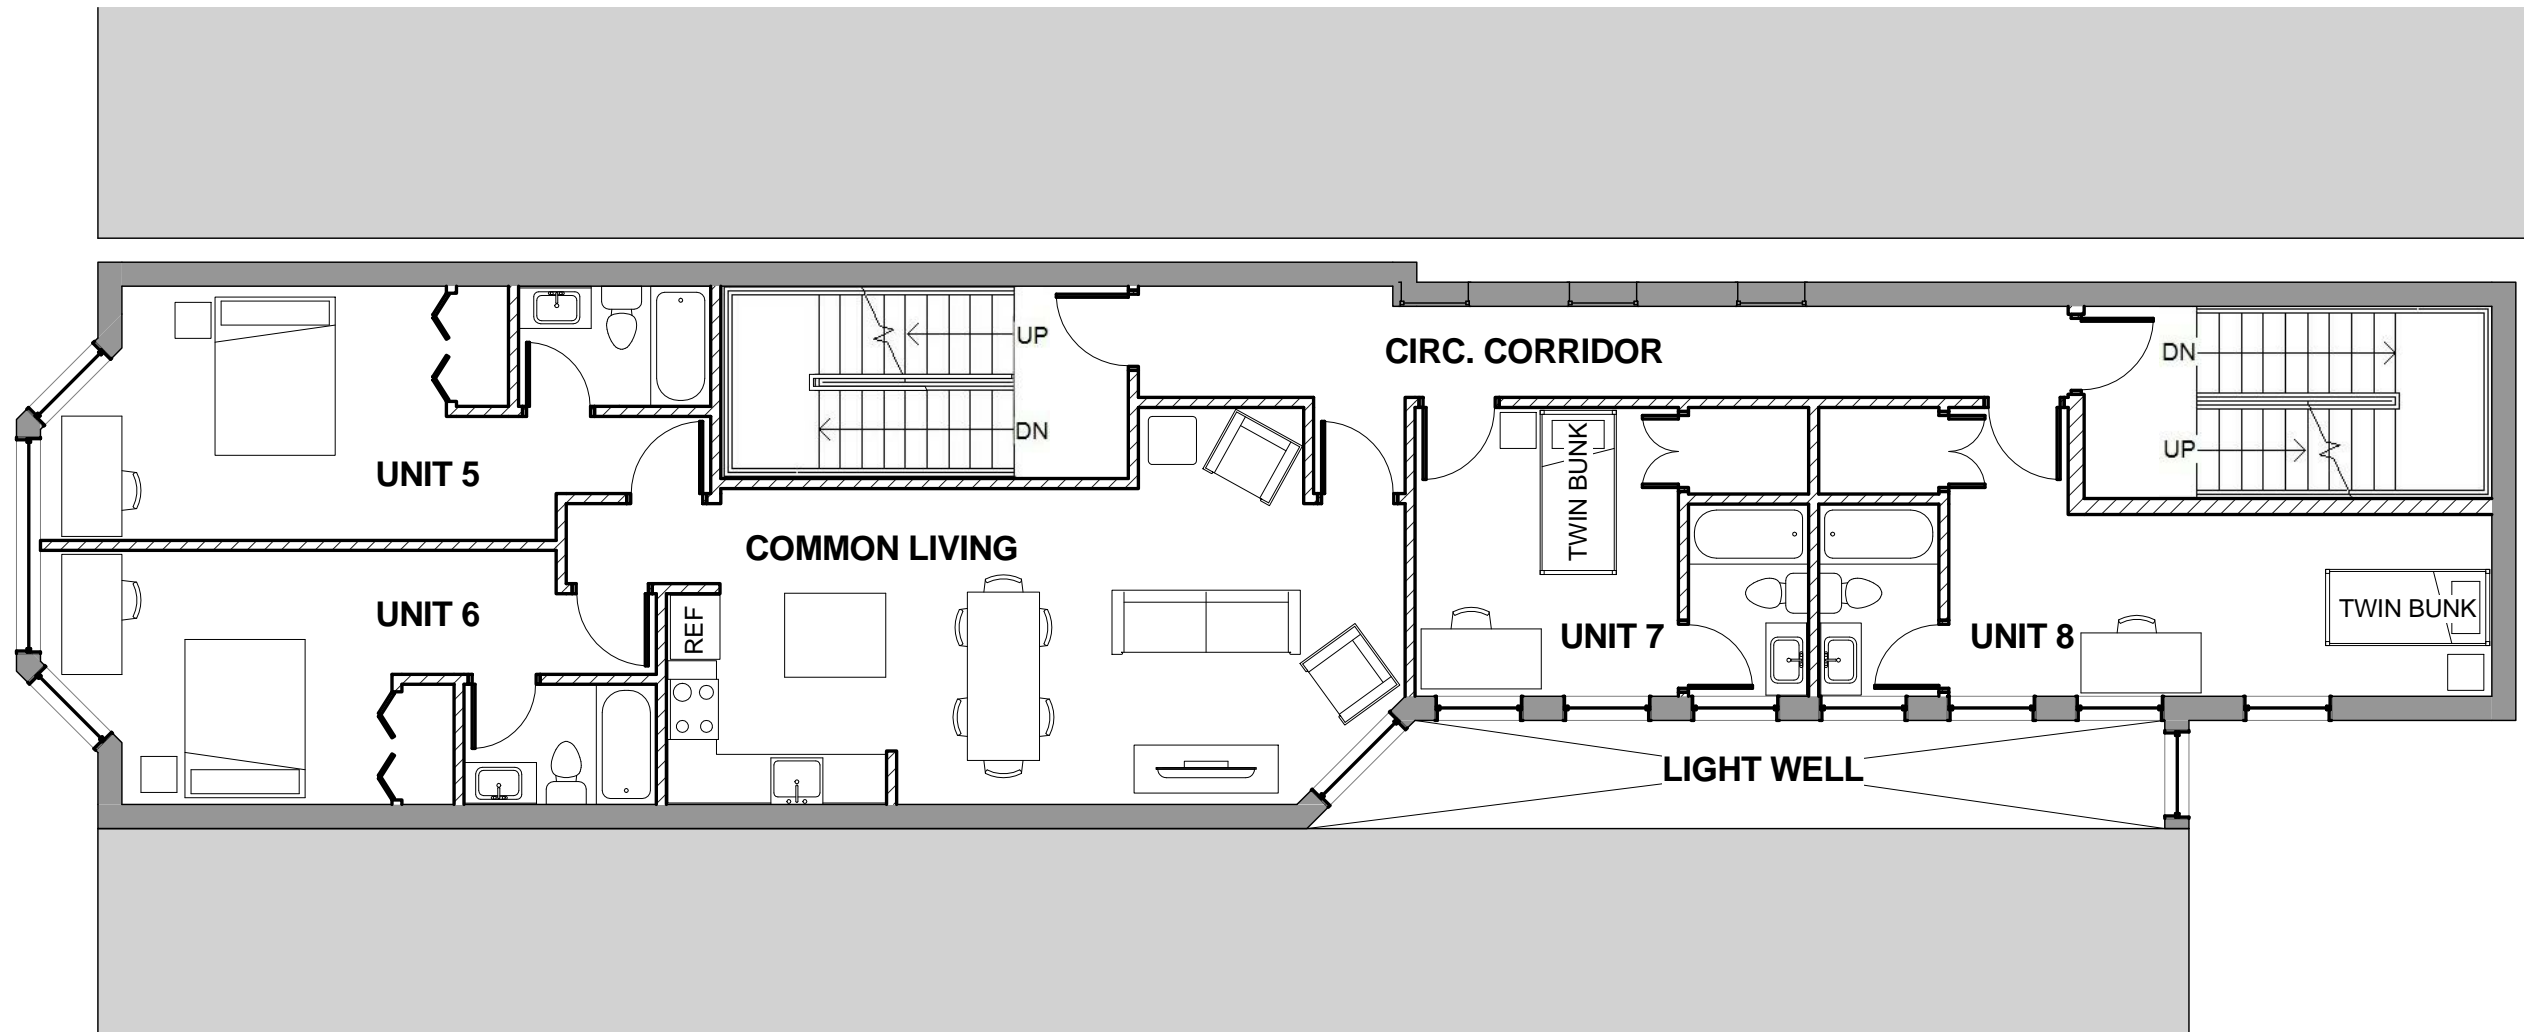 UP
CIRC. CORRIDOR
DN
DN
UP
TWIN BUNK
UNIT 5
COMMON LIVING
UNIT 6
REF
UNIT 7
UNIT 8
TWIN BUNK
LIGHT WELL